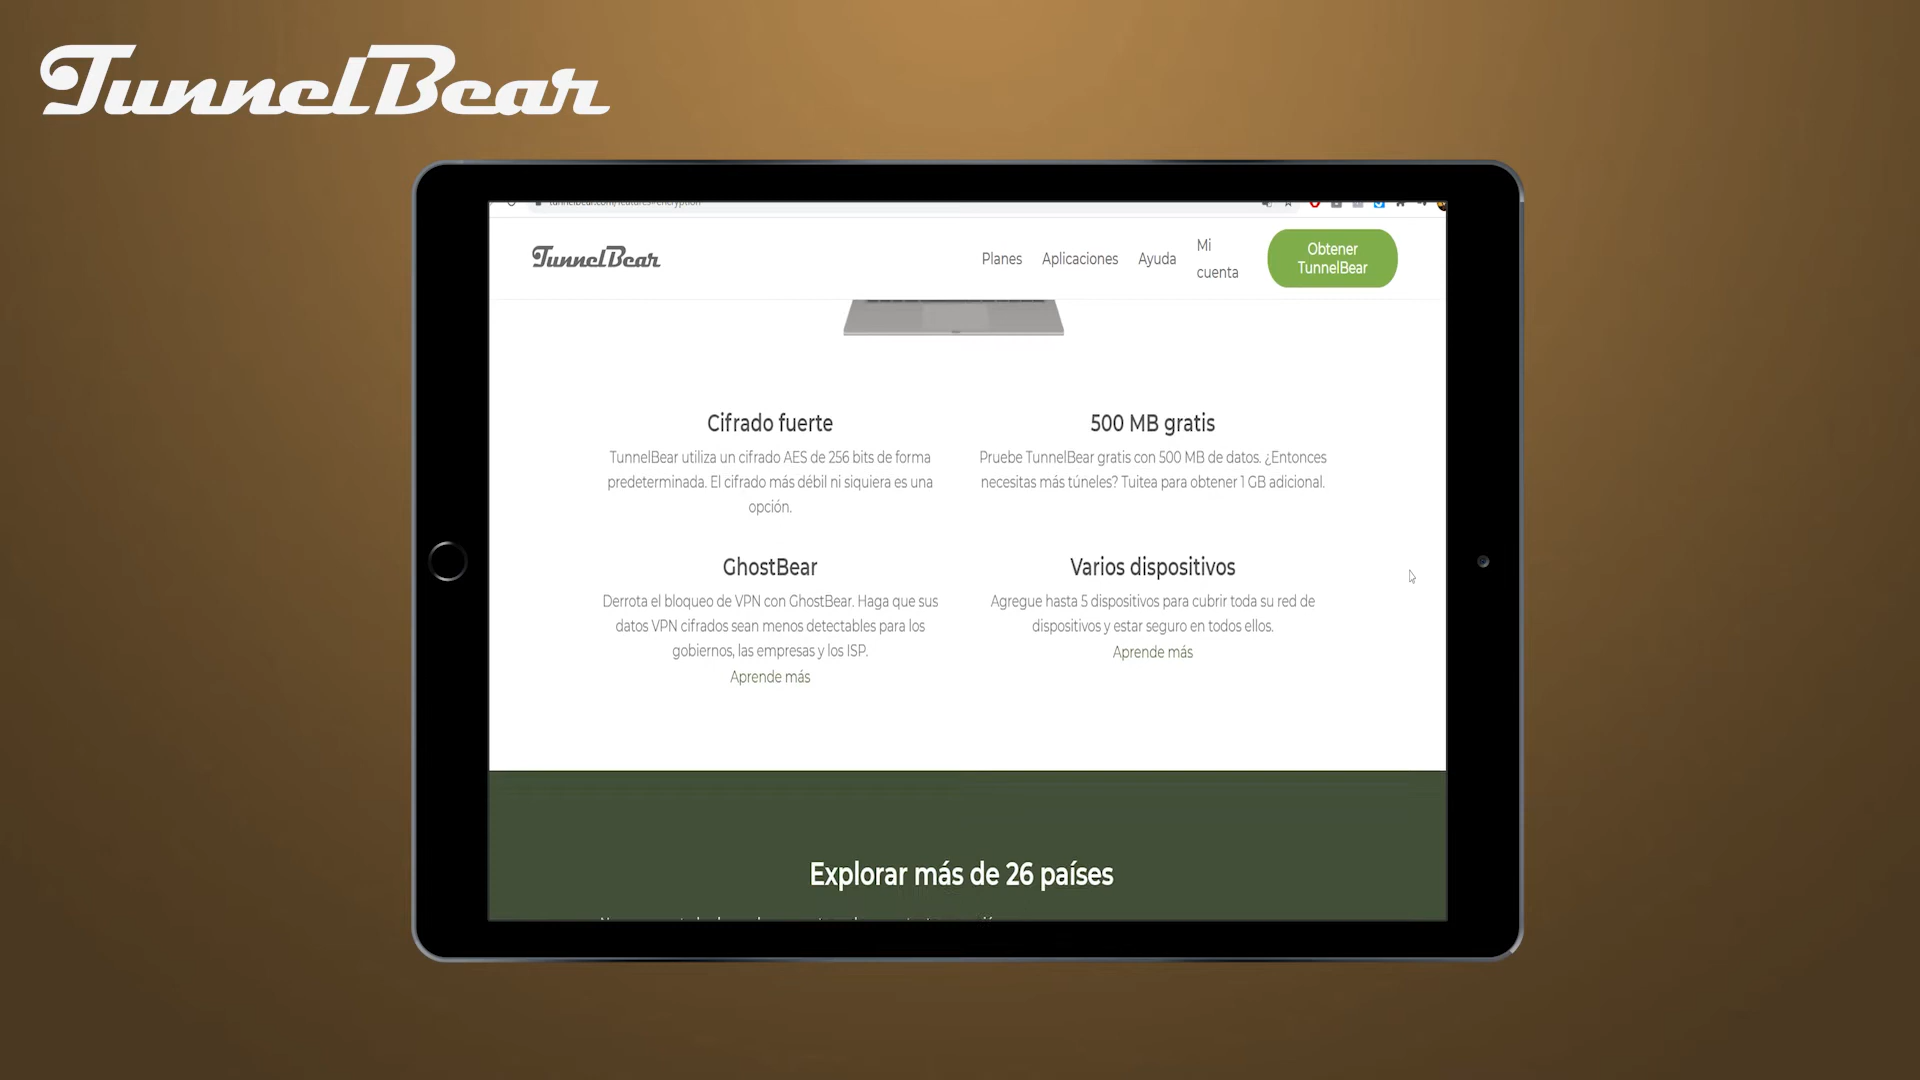 TunnelBear
tunnelbear.com/features#encryption
TunnelBear
Planes
Aplicaciones
Ayuda
Mi
cuenta
Obtener
TunnelBear
Cifrado fuerte
TunnelBear utiliza un cifrado AES de 256 bits de forma
predeterminada. El cifrado más débil ni siquiera es una
opción.
500 MB gratis
Pruebe TunnelBear gratis con 500 MB de datos. ¿Entonces
necesitas más túneles? Tuitea para obtener 1 GB adicional.
GhostBear
Derrota el bloqueo de VPN con GhostBear. Haga que sus
datos VPN cifrados sean menos detectables para los
gobiernos, las empresas y los ISP.
Aprende más
Varios dispositivos
Agregue hasta 5 dispositivos para cubrir toda su red de
dispositivos y estar seguro en todos ellos.
Aprende más
Explorar más de 26 países